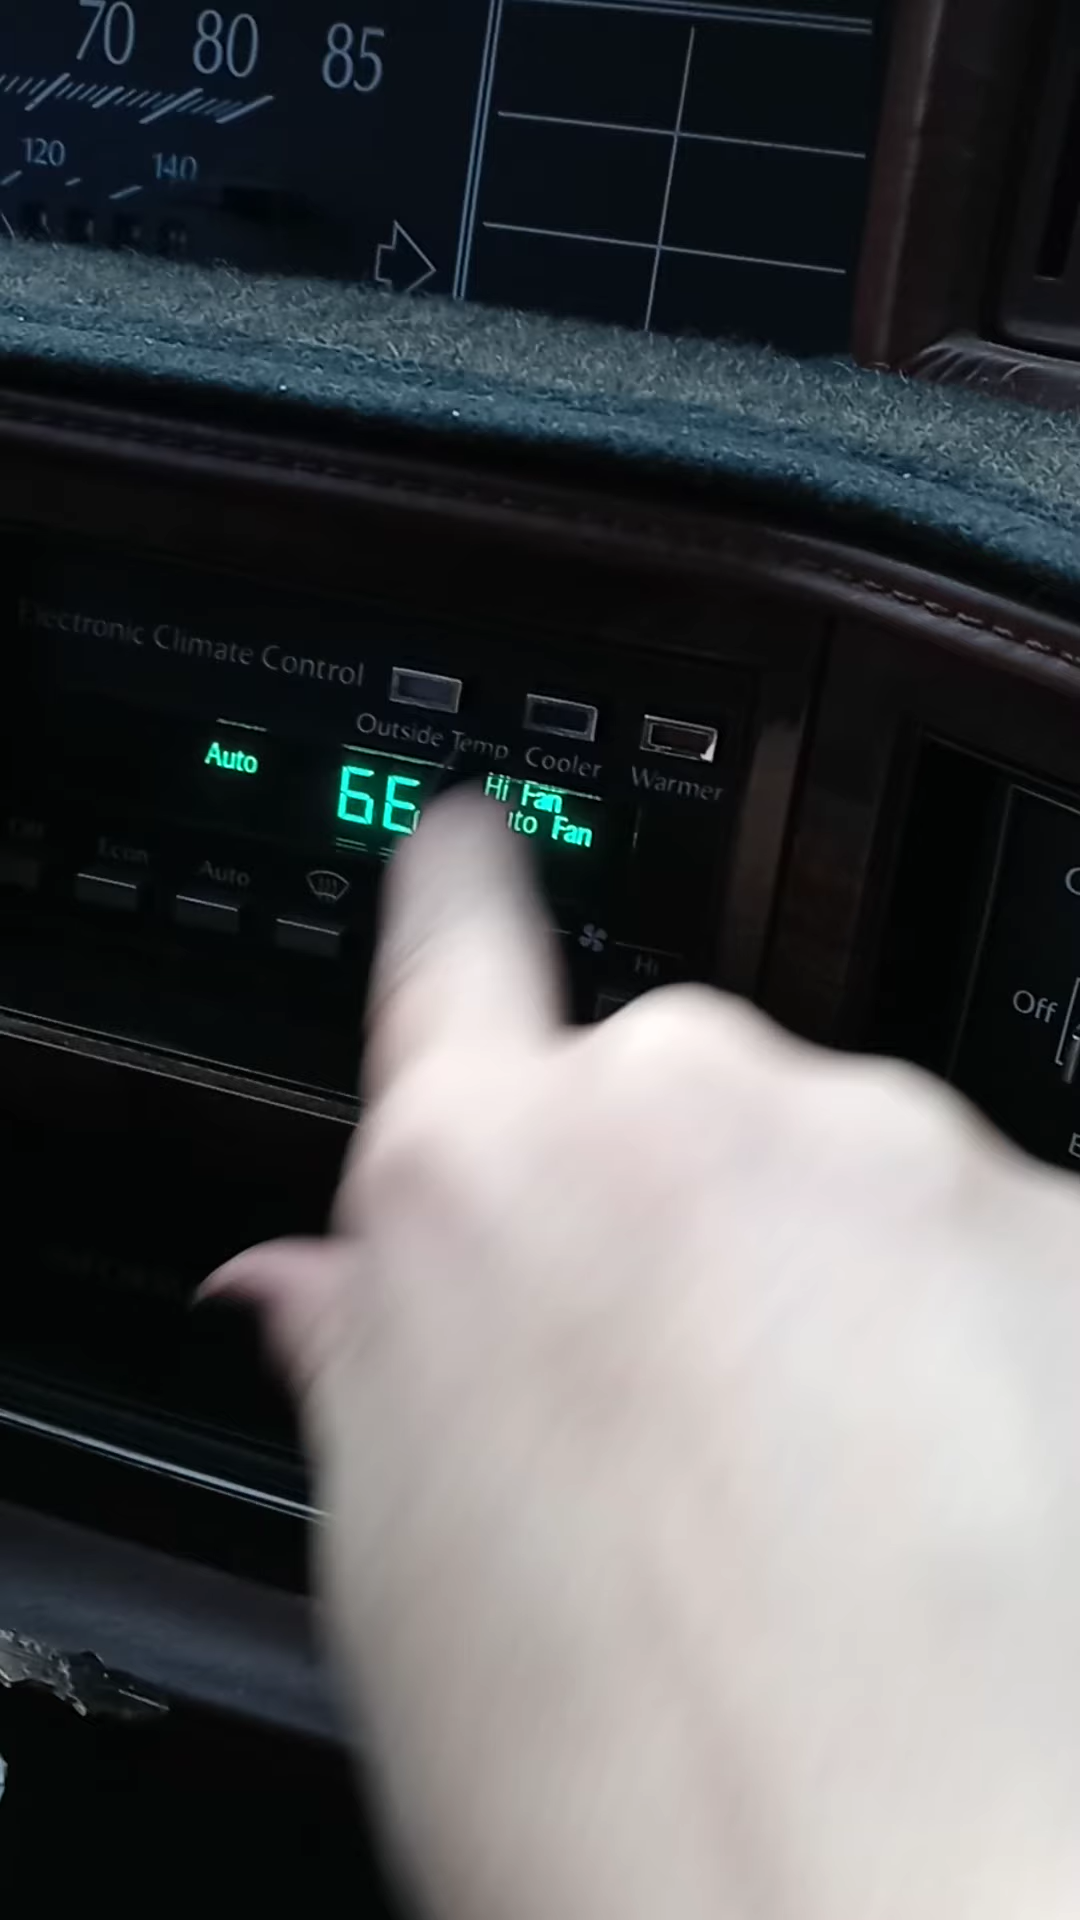 70 80 85
120 140
Electronic Climate Control
Outside Temp Cooler Warmer
Auto
Hi Fan
Fan
Econ Auto
Hi
Off